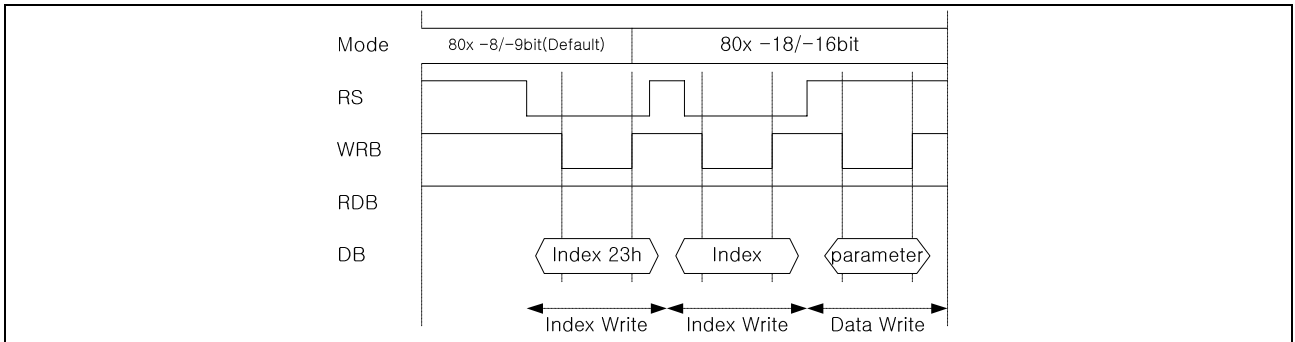 Mode 80x -8/-9bit(Default) 80x -18/-16bit
RS
WRB
RDB
DB Index 23h Index parameter
Index Write Index Write Data Write